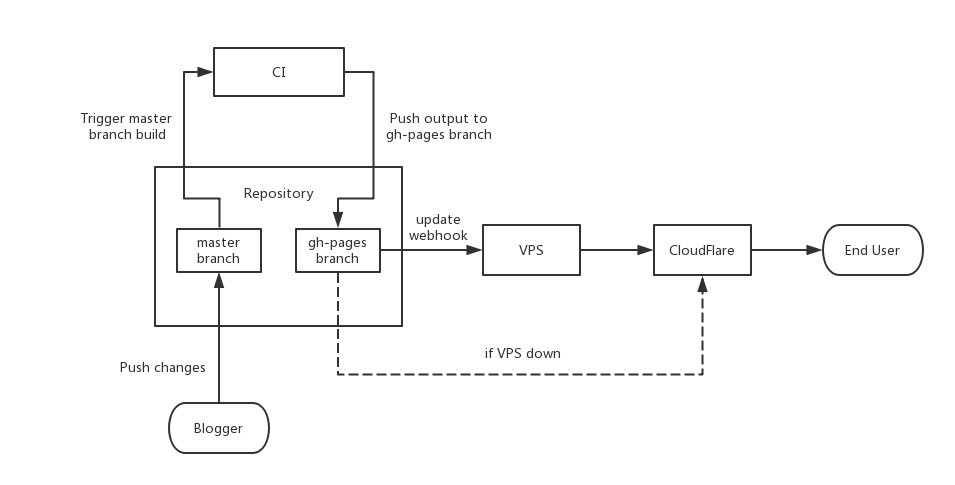 CI
Trigger master
branch build
Push output to
gh-pages branch
Repository
master
branch
gh-pages
branch
update
webhook
VPS
CloudFlare
End User
if VPS down
Push changes
Blogger